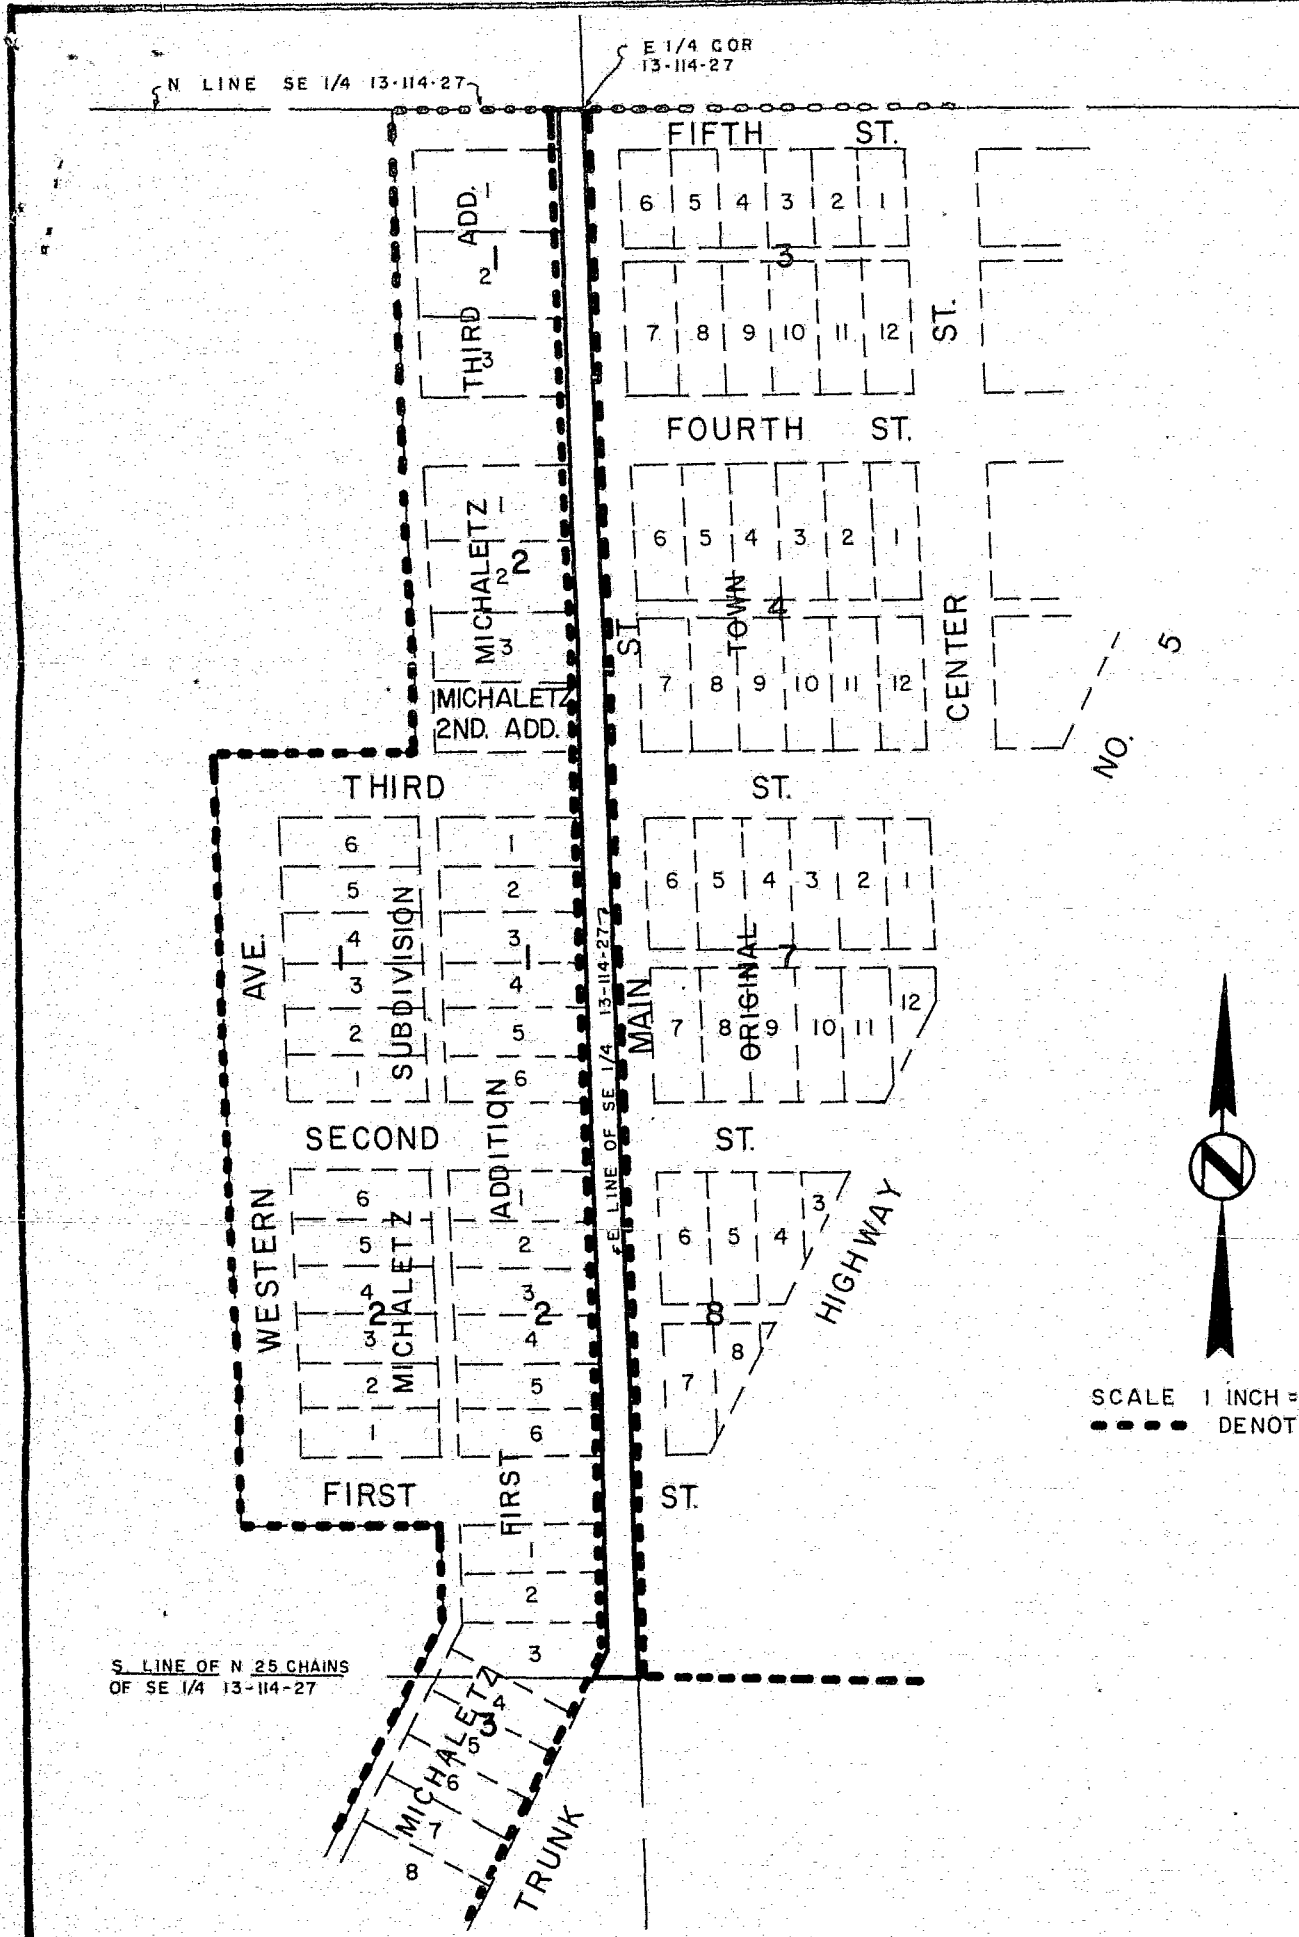 E 1/4 COR
13-114-27
N LINE SE 1/4 13-114-27
FIFTH ST.
6 5 4 3 2 1
3
7 8 9 10 11 12
THIRD ADD.
1
2
1
3
ST.
FOURTH ST.
MICHALETZ
1
2
2
3
6 5 4 3 2 1
TOWN
4
7 8 9 10 11 12
ST.
CENTER
NO. 5
MICHALETZ
2ND. ADD.
THIRD ST.
6
5
4
1
3
2
1
SUBDIVISION
1
2
3
1
4
5
6
AVE.
6 5 4 3 2 1
7
ORIGINAL
7 8 9 10 11 12
MAIN
E LINE OF SE 1/4 13-114-27
SECOND ST.
WESTERN
6
5
4
2
3
2
1
MICHALETZ
ADDITION
1
2
3
2
4
5
6
6 5 4 3
8
7 8
HIGHWAY
N
SCALE 1 INCH =
DENOT
FIRST ST.
FIRST
1
2
3
S. LINE OF N 25 CHAINS
OF SE 1/4 13-114-27
MICHALETZ
4
3
5
6
7
8
TRUNK